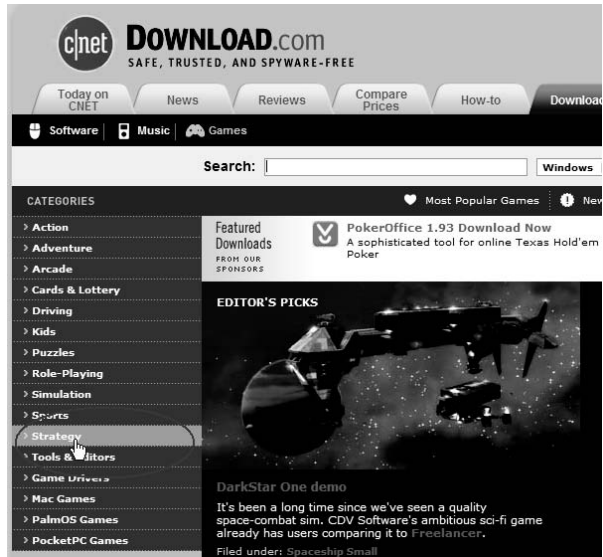 c|net DOWNLOAD.com
SAFE, TRUSTED, AND SPYWARE-FREE
Today on CNET News Reviews Compare Prices How-to Download
Software Music Games
Search: Windows
CATEGORIES Most Popular Games New
> Action
> Adventure
> Arcade
> Cards & Lottery
> Driving
> Kids
> Puzzles
> Role-Playing
> Simulation
> Sports
> Strategy
> Tools & Editors
> Game Drivers
> Mac Games
> PalmOS Games
> PocketPC Games
Featured
Downloads
FROM OUR
SPONSORS
PokerOffice 1.93 Download Now
A sophisticated tool for online Texas Hold'em
Poker
EDITOR'S PICKS
DarkStar One demo
It's been a long time since we've seen a quality
space-combat sim. CDV Software's ambitious sci-fi game
already has users comparing it to Freelancer.
Filed under: Spaceship Small